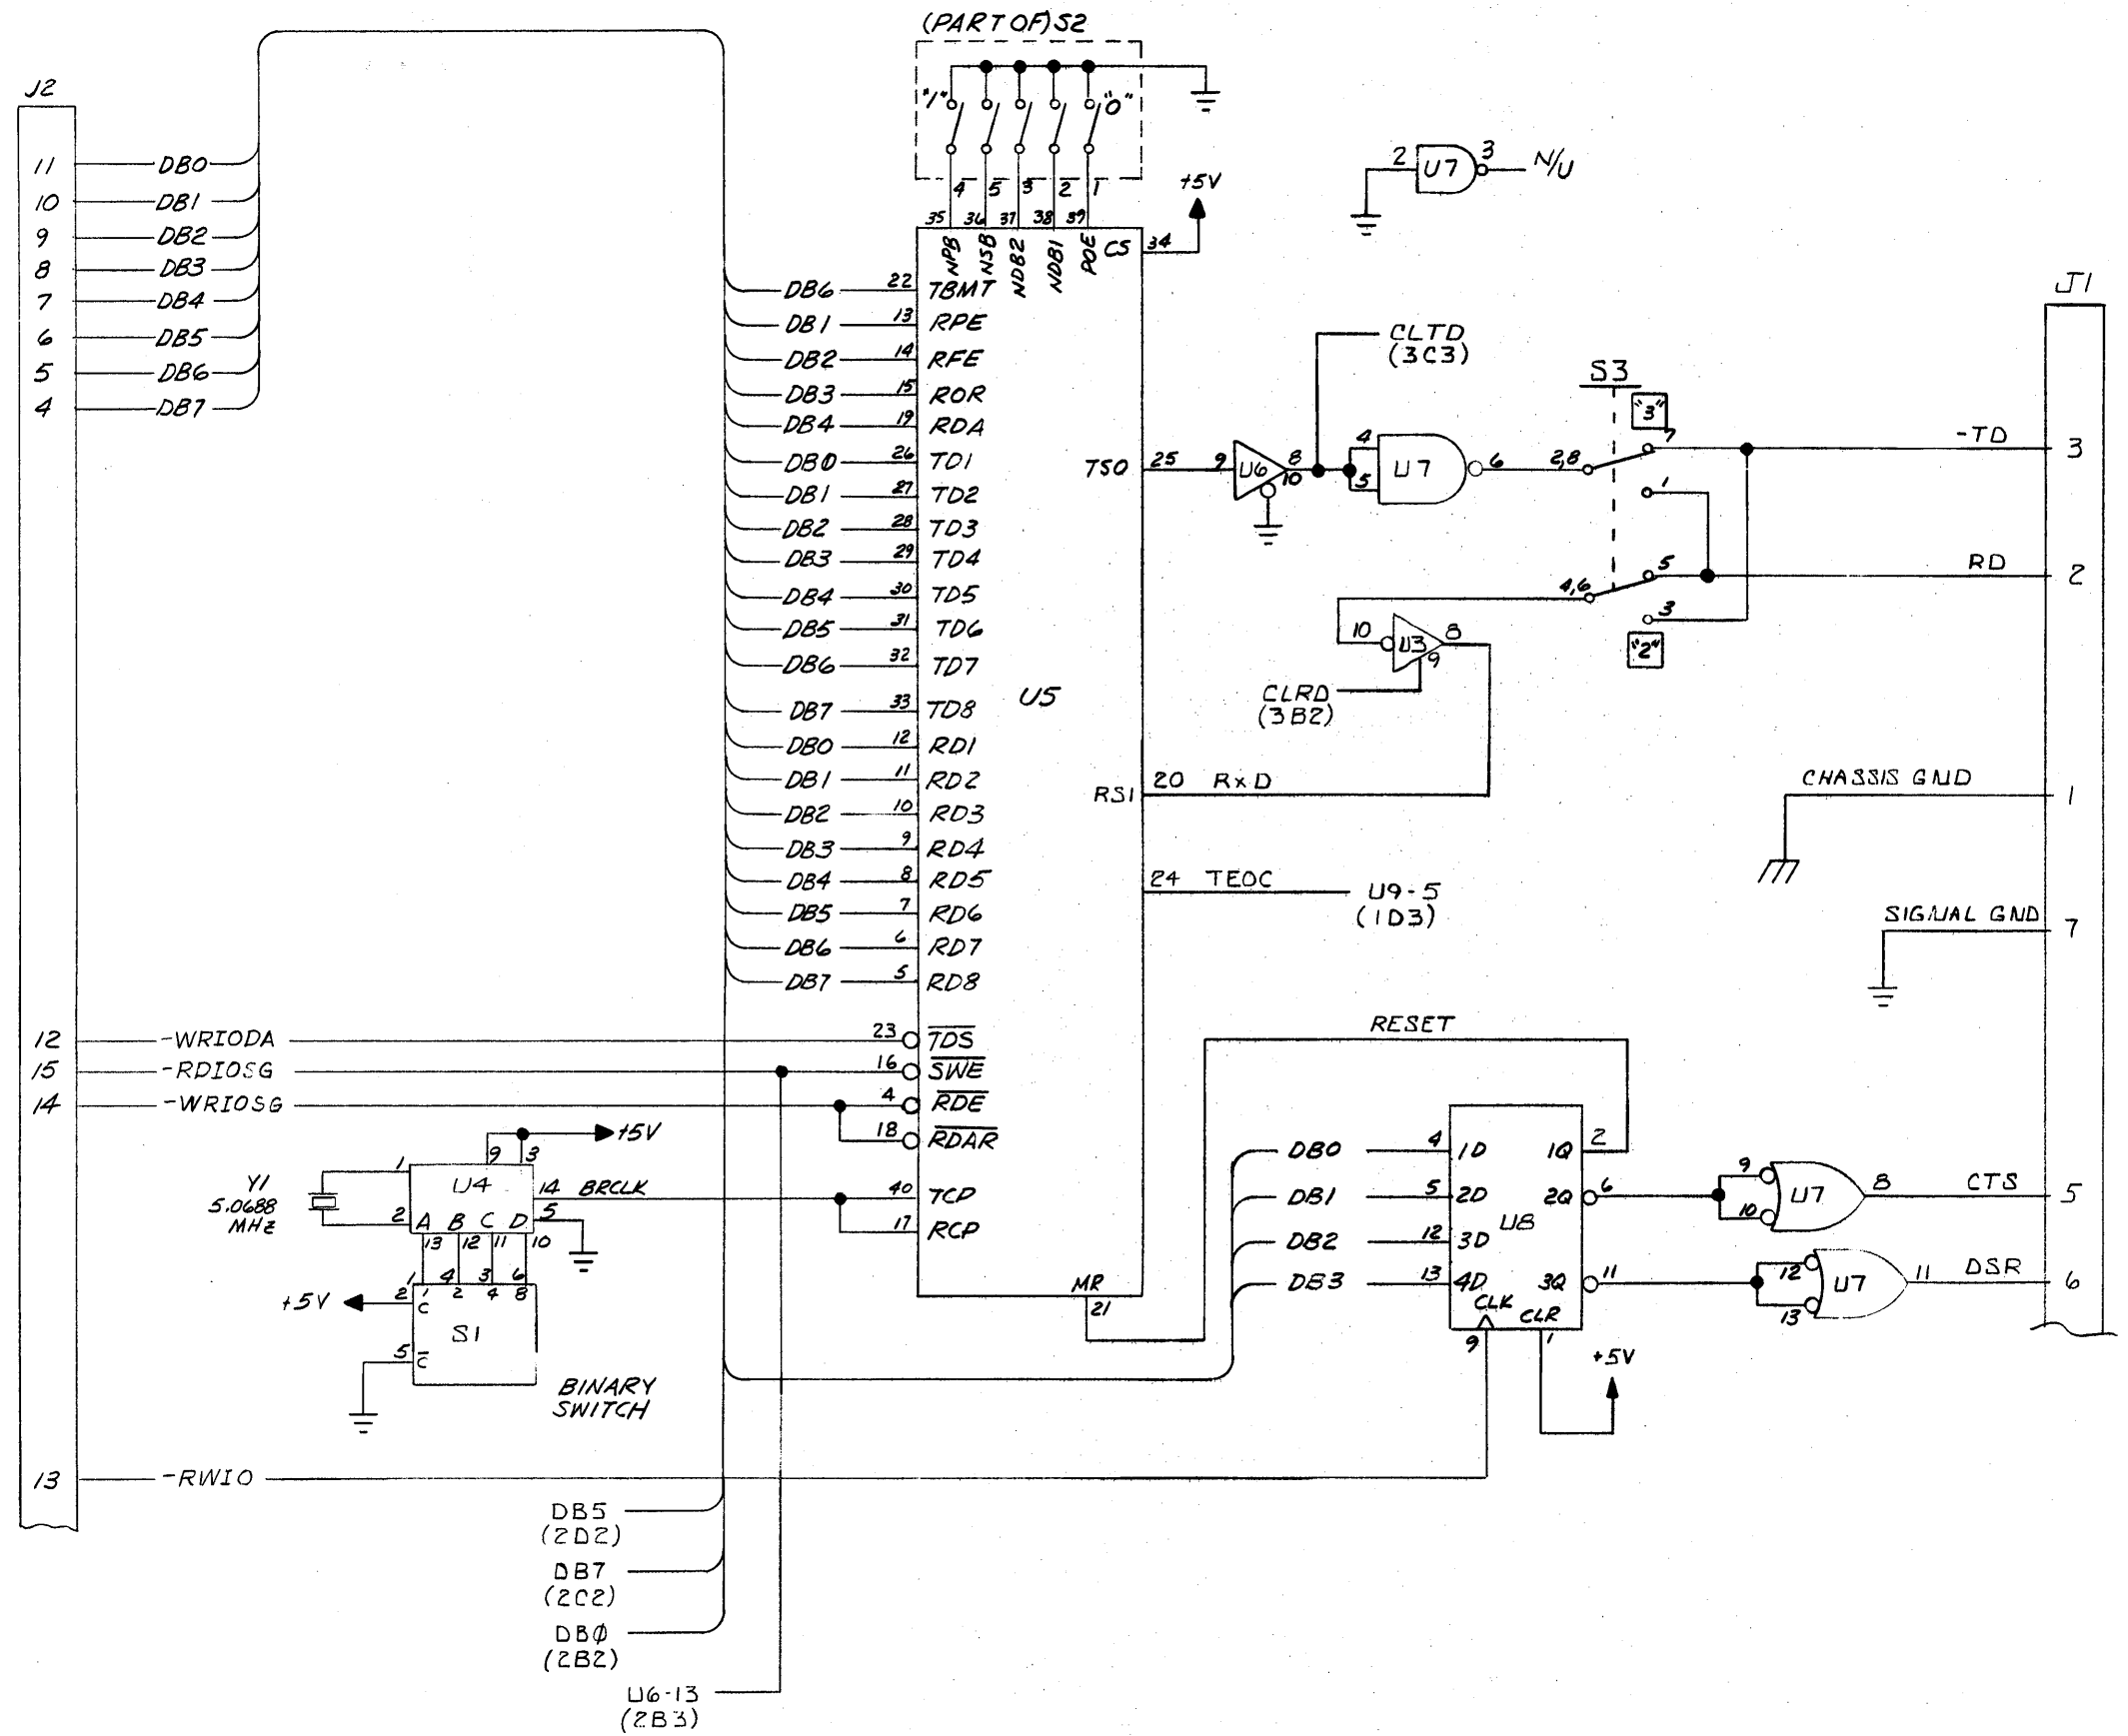 (PART OF) S2
J2
"1" "0"
11 DB0
10 DB1
9 DB2
8 DB3
7 DB4
6 DB5
5 DB6
4 DB7
4 5 3 2 1
35 36 37 38 39
NPB NSB NDB2 NDB1 POE CS 34
+5V
2 U7 3 N/U
J1
DB6 22 TBMT
DB1 13 RPE
DB2 14 RFE
DB3 15 ROR
DB4 19 RDA
DB0 26 TD1
DB1 27 TD2
DB2 28 TD3
DB3 29 TD4
DB4 30 TD5
DB5 31 TD6
DB6 32 TD7
DB7 33 TD8
DB0 12 RD1
DB1 11 RD2
DB2 10 RD3
DB3 9 RD4
DB4 8 RD5
DB5 7 RD6
DB6 6 RD7
DB7 5 RD8
U5
CLTD
(3C3)
S3
"3"
TSO 25 9 U6 8 10 4 5 U7 6 2,8 7 -TD 3
1
4,6 5 RD 2
3
"2"
10 U3 8
9
CLRD
(3B2)
RSI 20 RxD
CHASSIS GND 1
24 TEOC U9-5
(1D3)
SIGNAL GND 7
12 -WRIODA 23 TDS
15 -RDIOSG 16 SWE
14 -WRIOSG 4 RDE
18 RDAR
RESET
+5V
9 3
Y1
5.0688
MHz
1 U4 14 BRCLK 40 TCP
2 A B C D 5 17 RCP
13 12 11 10
1 4 3 6
+5V 2 C 1 2 4 8
S1
5 C
BINARY
SWITCH
MR
21
DB0 4 1D 1Q 2
DB1 5 2D 2Q 6 9 10 U7 8 CTS 5
U8
DB2 12 3D
DB3 13 4D 3Q 11 12 13 U7 11 DSR 6
CLK CLR
9 1
+5V
13 -RWIO
DB5
(2D2)
DB7
(2C2)
DBØ
(2B2)
U6-13
(2B3)